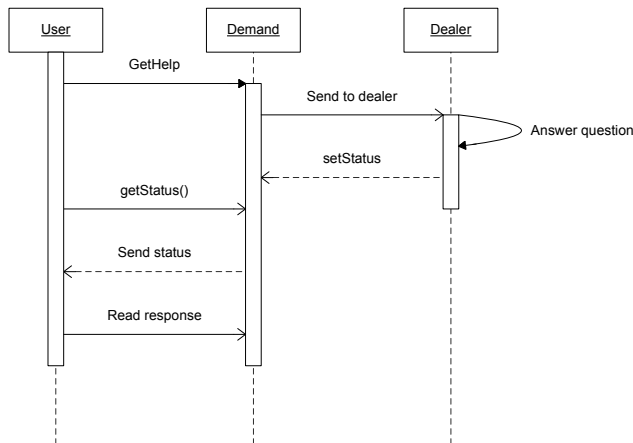 User
Demand
Dealer
GetHelp
Send to dealer
Answer question
setStatus
getStatus()
Send status
Read response